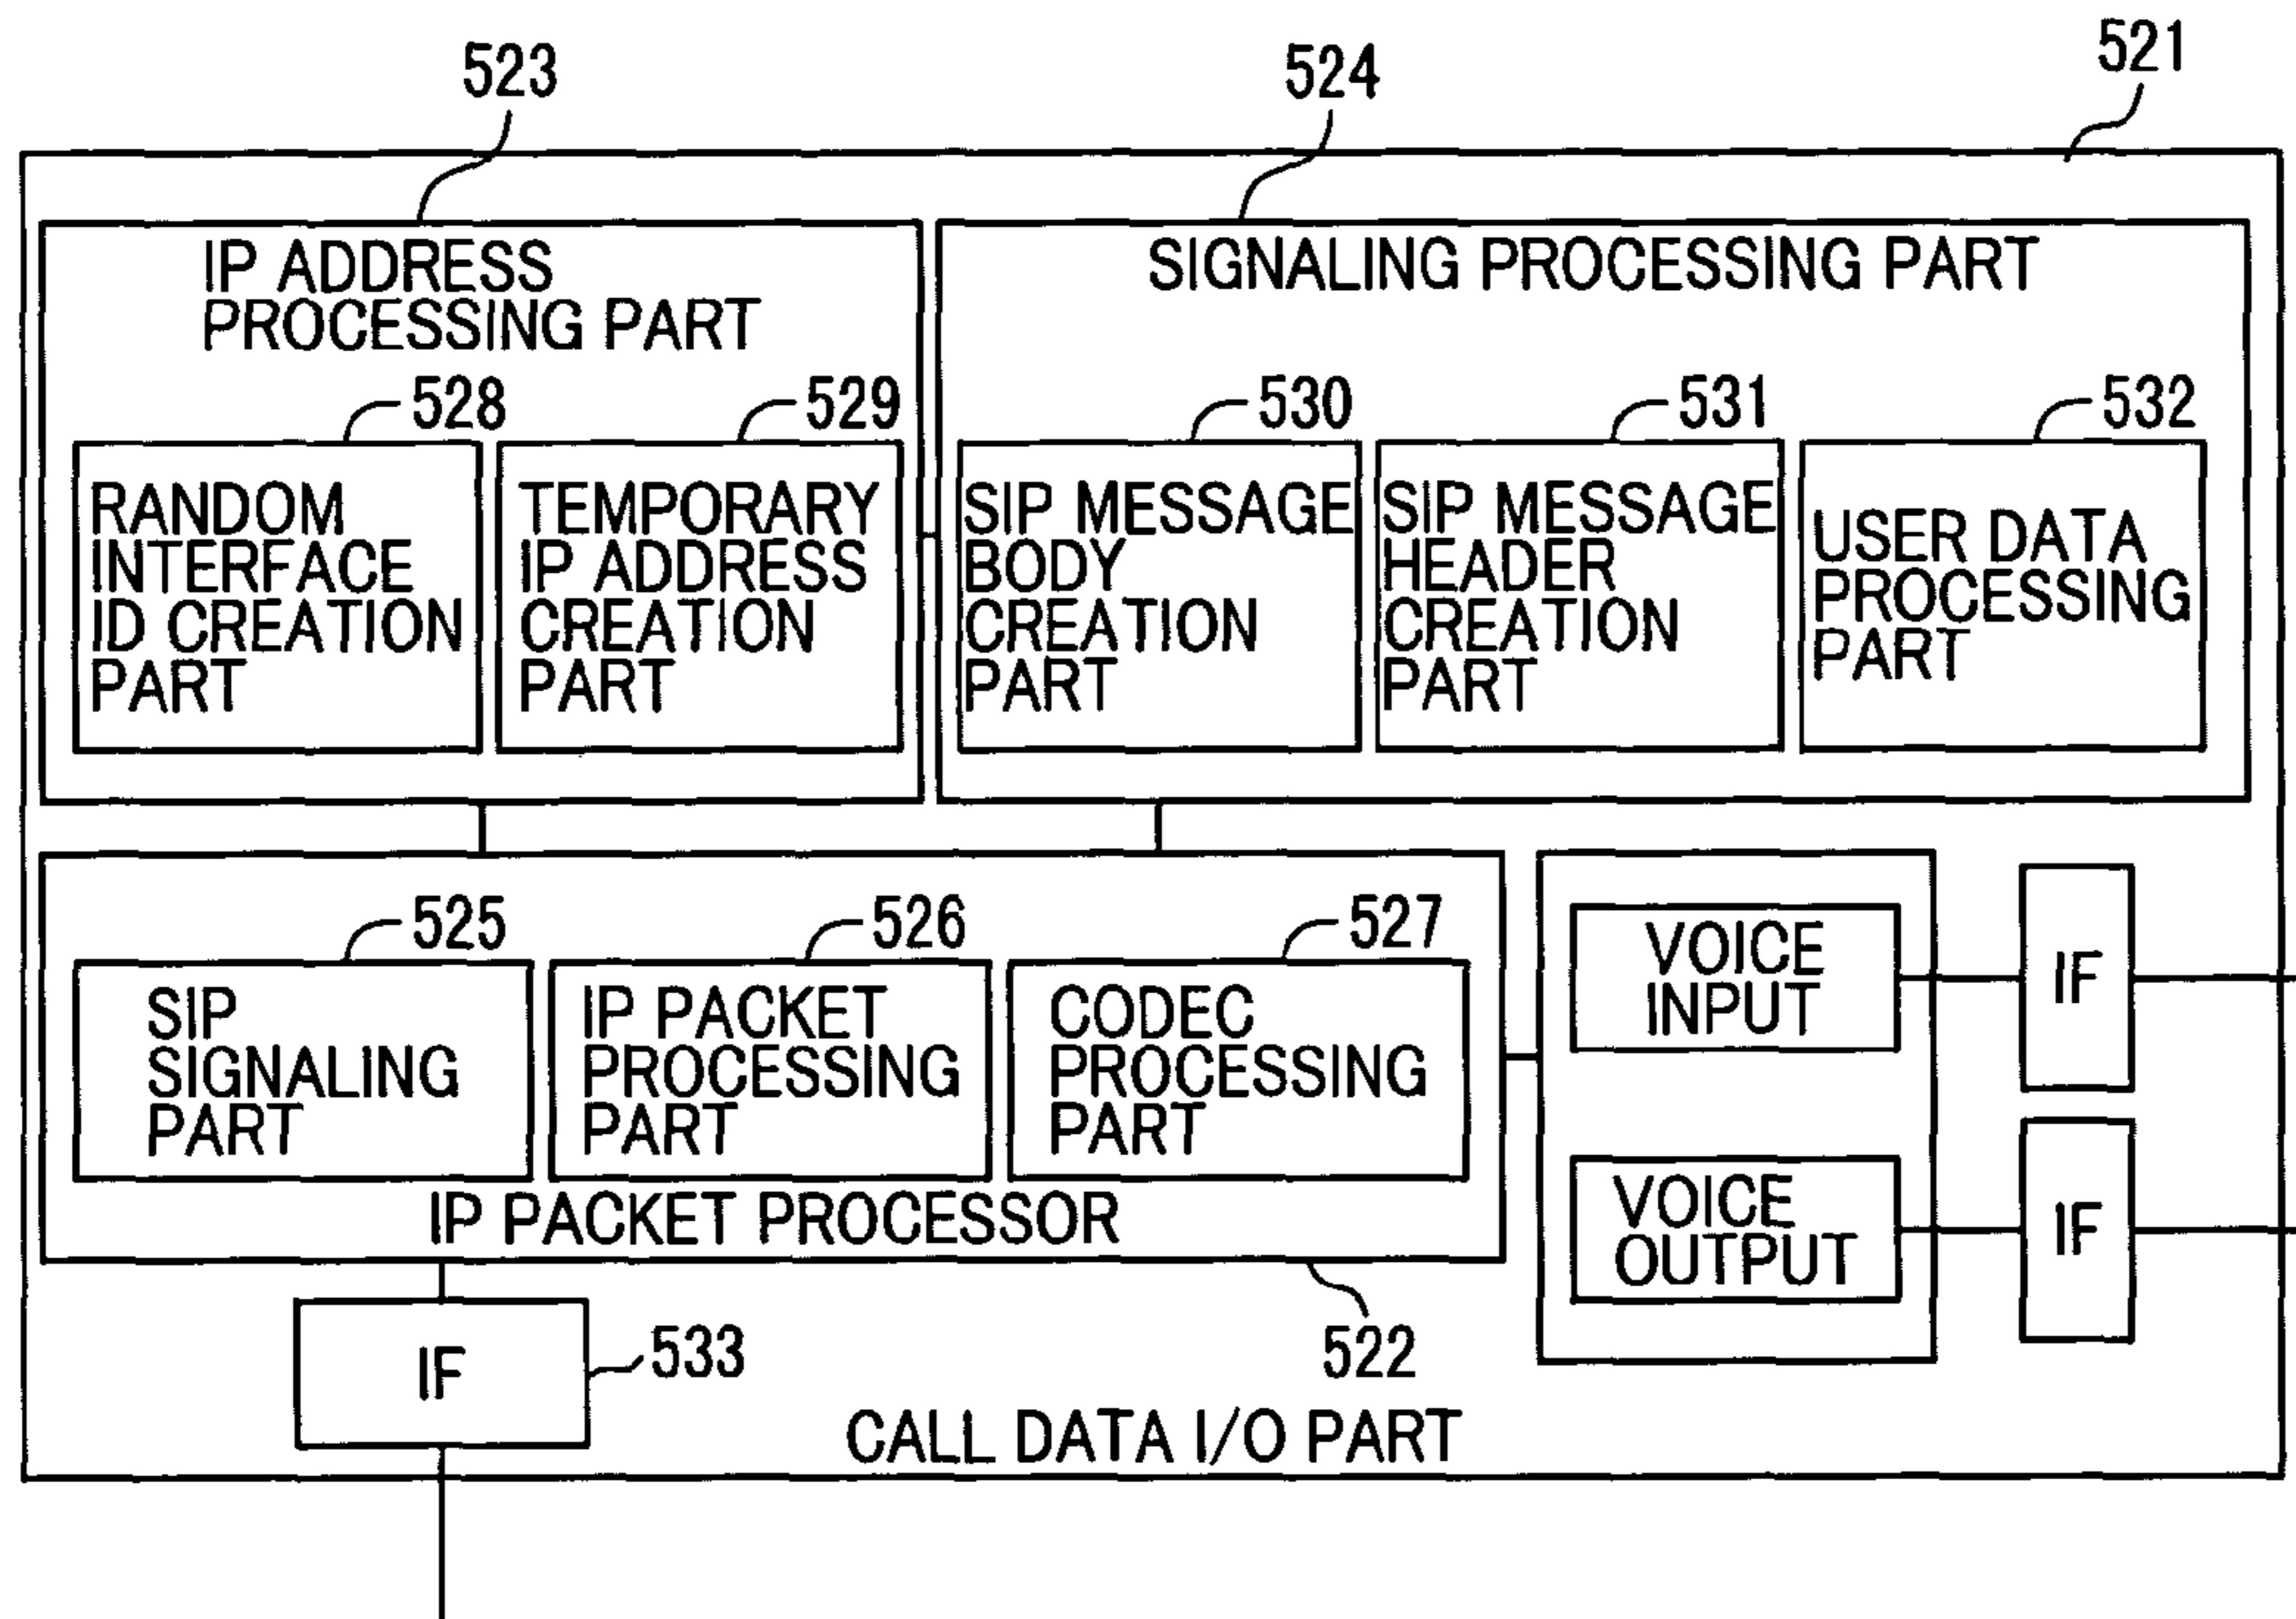 523
524
521
IP ADDRESS
PROCESSING PART
SIGNALING PROCESSING PART
528
529
530
531
532
RANDOM
INTERFACE
ID CREATION
PART
TEMPORARY
IP ADDRESS
CREATION
PART
SIP MESSAGE
BODY
CREATION
PART
SIP MESSAGE
HEADER
CREATION
PART
USER DATA
PROCESSING
PART
525
526
527
SIP
SIGNALING
PART
IP PACKET
PROCESSING
PART
CODEC
PROCESSING
PART
IP PACKET PROCESSOR
VOICE
INPUT
IF
VOICE
OUTPUT
IF
IF
533
522
CALL DATA I/O PART